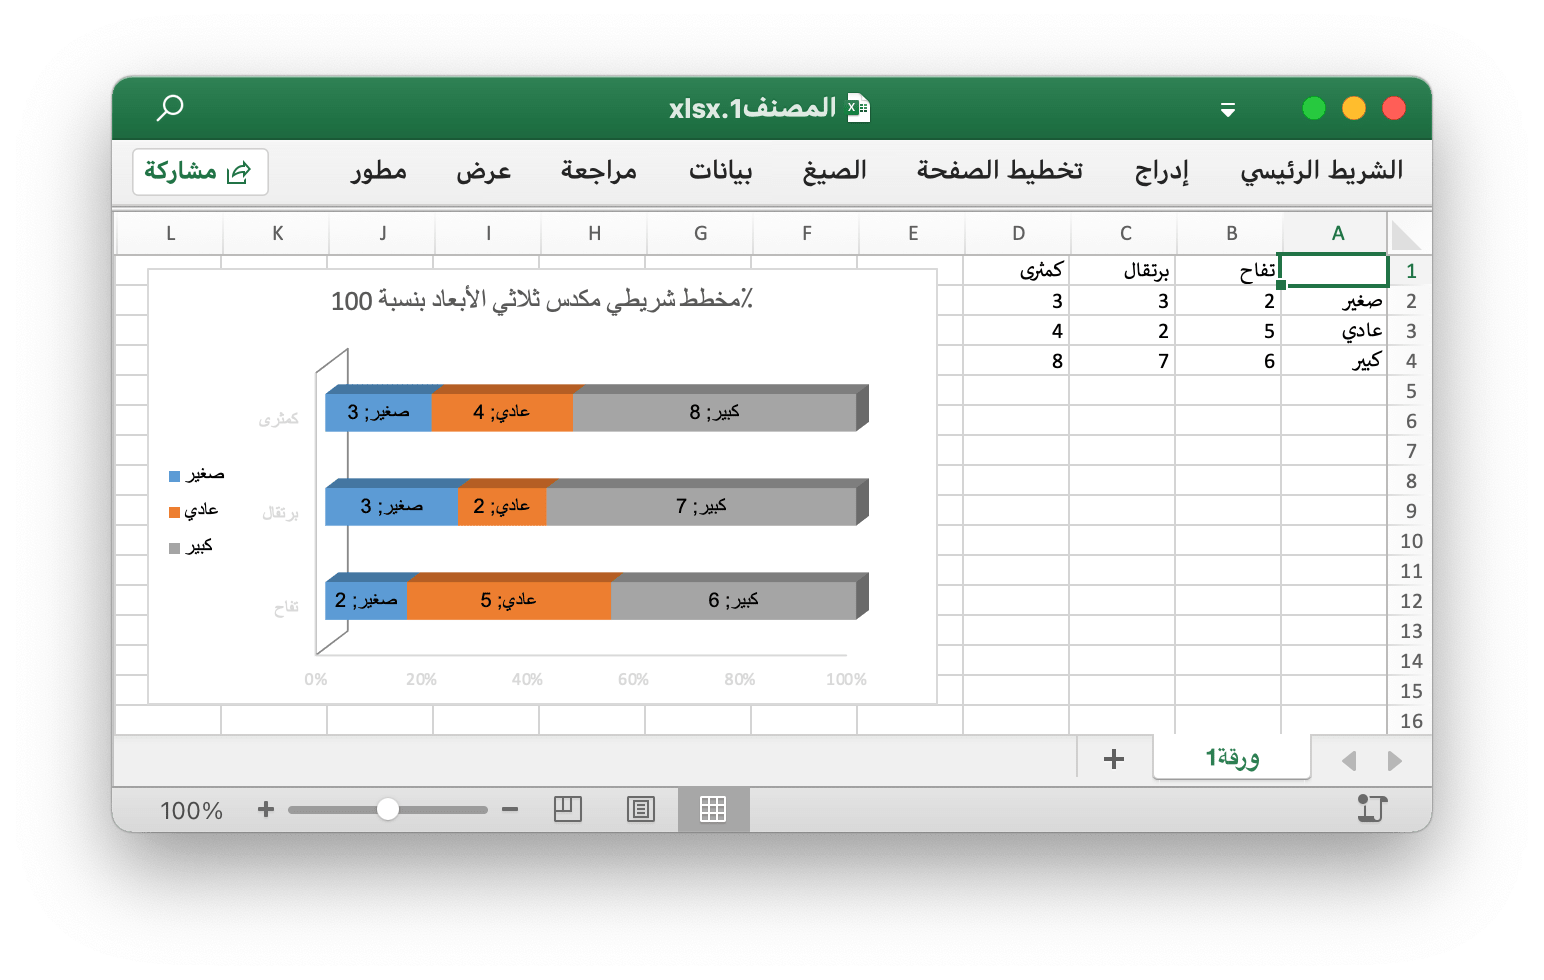 المصنف1.xlsx
الشريط الرئيسي إدراج تخطيط الصفحة الصيغ بيانات مراجعة عرض مطور مشاركة
A B C D E F G H I J K L
1 تفاح برتقال كمثرى
2 صغير 2 3 3
3 عادي 5 2 4
4 كبير 6 7 8
5
6
7
8
9
10
11
12
13
14
15
16
مخطط شريطي مكدس ثلاثي الأبعاد بنسبة 100٪
كمثرى
صغير; 3 عادي; 4 كبير; 8
برتقال
صغير; 3 عادي; 2 كبير; 7
تفاح
صغير; 2 عادي; 5 كبير; 6
0% 20% 40% 60% 80% 100%
صغير
عادي
كبير
ورقة1
100%